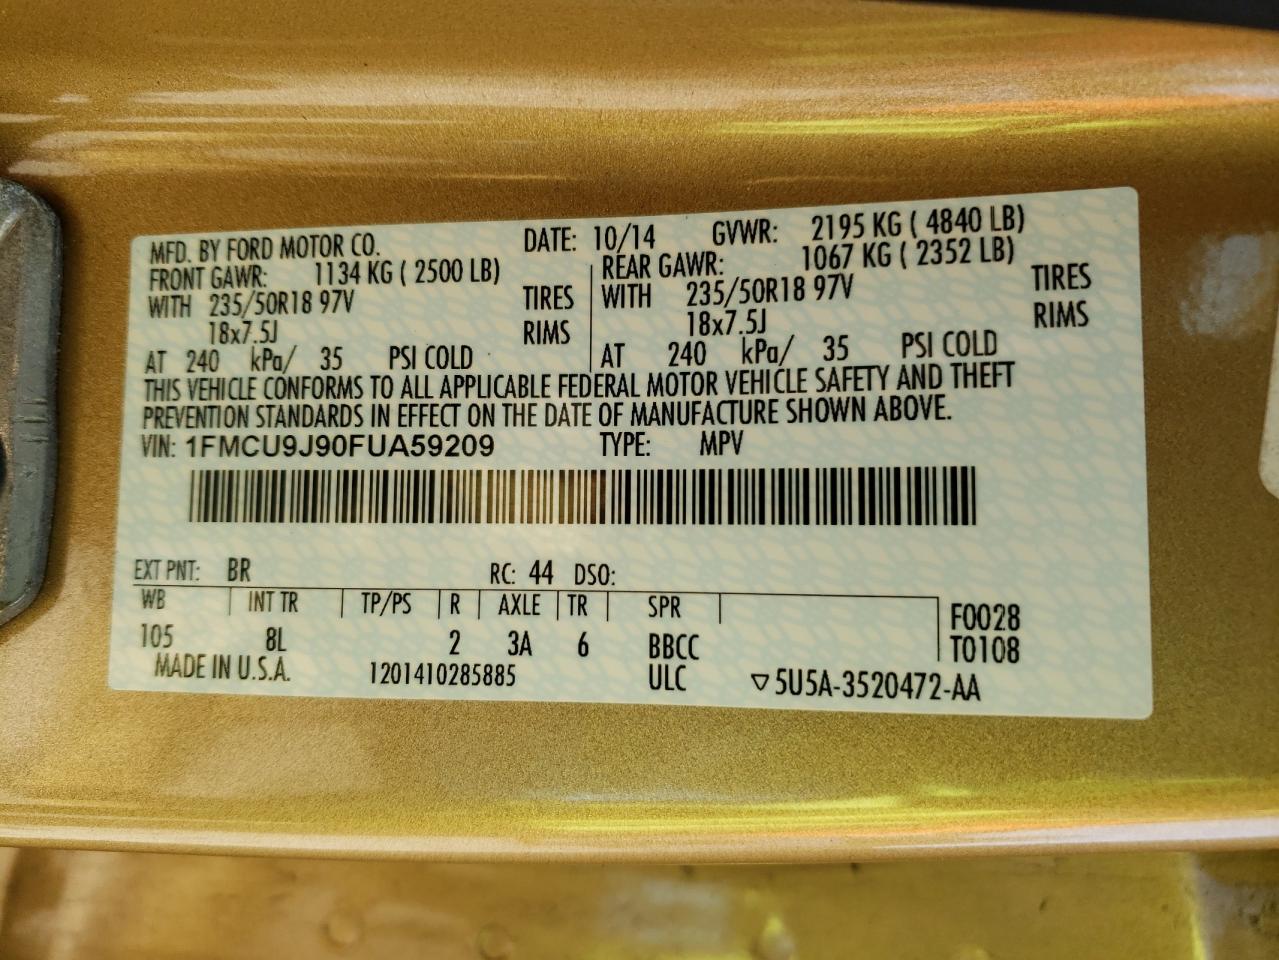 MFD. BY FORD MOTOR CO. DATE: 10/14 GVWR: 2195 KG ( 4840 LB)
FRONT GAWR: 1134 KG ( 2500 LB) REAR GAWR: 1067 KG ( 2352 LB)
WITH 235/50R18 97V TIRES WITH 235/50R18 97V TIRES
18x7.5J RIMS 18x7.5J RIMS
AT 240 kPa/ 35 PSI COLD AT 240 kPa/ 35 PSI COLD
THIS VEHICLE CONFORMS TO ALL APPLICABLE FEDERAL MOTOR VEHICLE SAFETY AND THEFT
PREVENTION STANDARDS IN EFFECT ON THE DATE OF MANUFACTURE SHOWN ABOVE.
VIN: 1FMCU9J90FUA59209 TYPE: MPV
EXT PNT: BR RC: 44 DSO:
WB INT TR TP/PS R AXLE TR SPR F0028
105 8L 2 3A 6 BBCC T0108
MADE IN U.S.A. 1201410285885 ULC ▽5U5A-3520472-AA